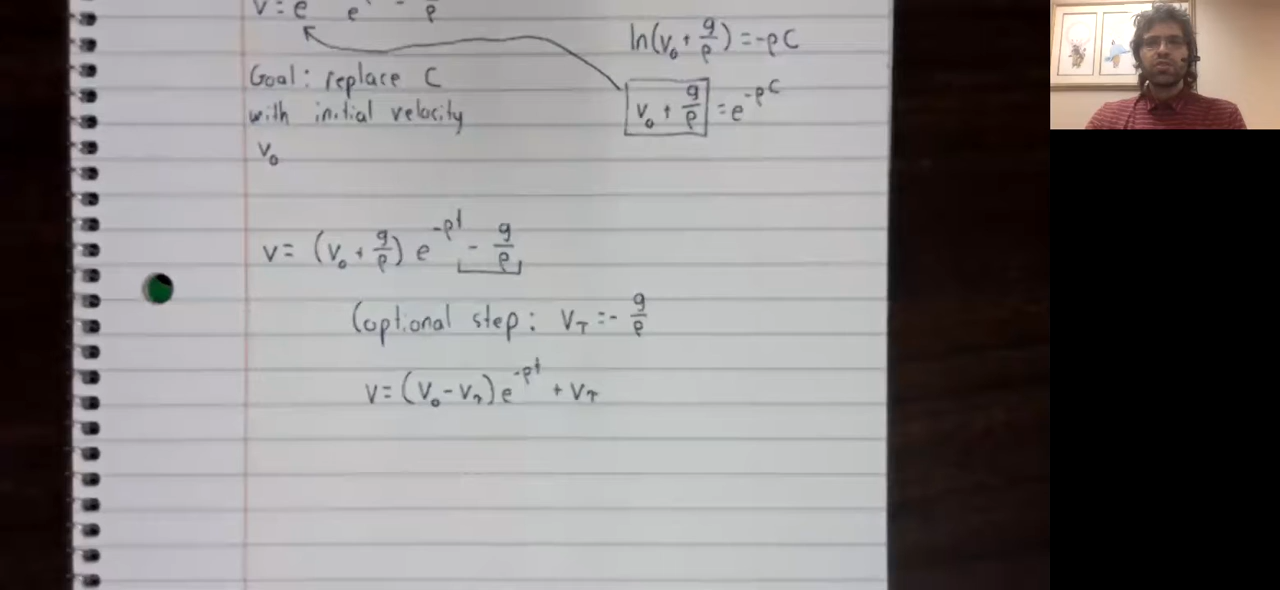 v = e e - g/ρ
ln(v₀ + g/ρ) = -ρC
Goal: replace C
with initial velocity
v₀
v₀ + g/ρ = e^(-ρC)
v = (v₀ + g/ρ) e^(-ρt) - g/ρ
(optional step: v_T = - g/ρ
v = (v₀ - v_T) e^(-ρt) + v_T